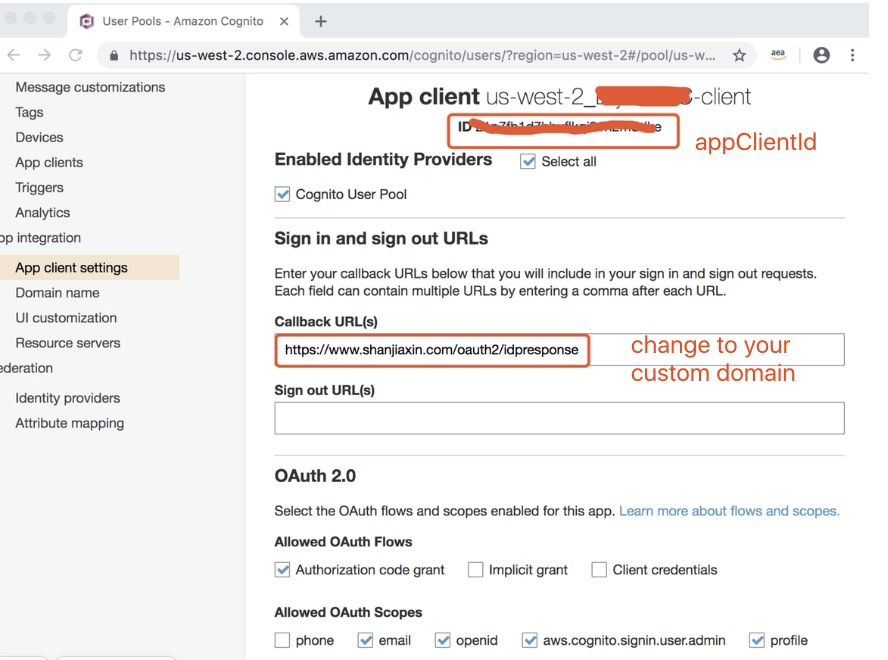 User Pools - Amazon Cognito
https://us-west-2.console.aws.amazon.com/cognito/users/?region=us-west-2#/pool/us-w...
aea
Message customizations
Tags
Devices
App clients
Triggers
Analytics
pp integration
App client settings
Domain name
UI customization
Resource servers
ederation
Identity providers
Attribute mapping
App client us-west-2_ -client
ID
appClientId
Enabled Identity Providers Select all
Cognito User Pool
Sign in and sign out URLs
Enter your callback URLs below that you will include in your sign in and sign out requests.
Each field can contain multiple URLs by entering a comma after each URL.
Callback URL(s)
https://www.shanjiaxin.com/oauth2/idpresponse
change to your
custom domain
Sign out URL(s)
OAuth 2.0
Select the OAuth flows and scopes enabled for this app. Learn more about flows and scopes.
Allowed OAuth Flows
Authorization code grant Implicit grant Client credentials
Allowed OAuth Scopes
phone email openid aws.cognito.signin.user.admin profile